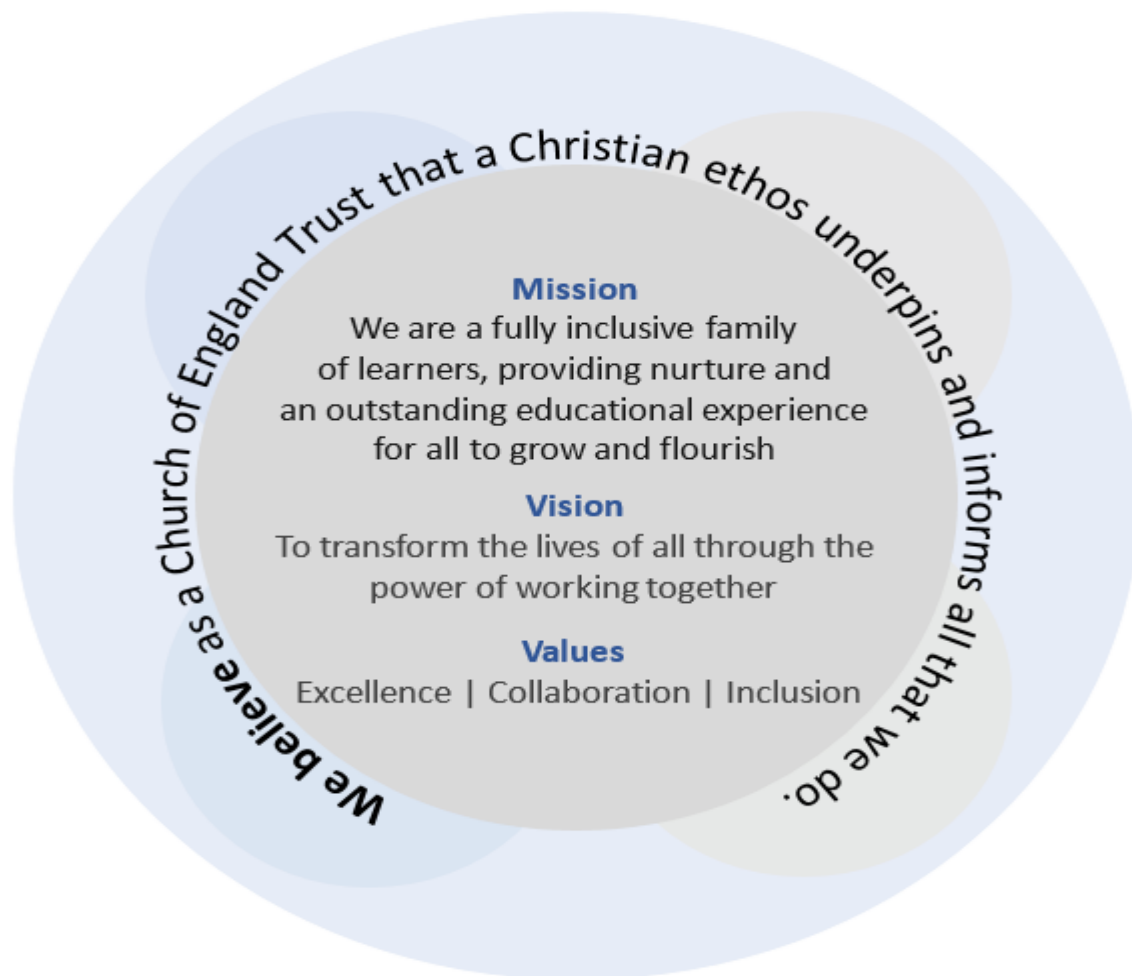 We believe as a Church of England Trust that a Christian ethos underpins and informs all that we do.
Mission
We are a fully inclusive family
of learners, providing nurture and
an outstanding educational experience
for all to grow and flourish
Vision
To transform the lives of all through the
power of working together
Values
Excellence | Collaboration | Inclusion